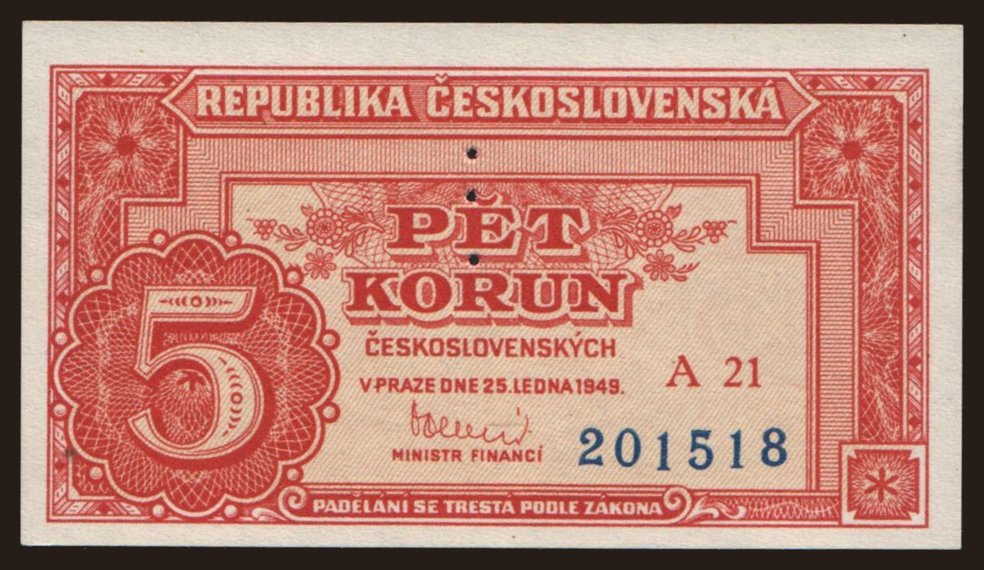 REPUBLIKA ČESKOSLOVENSKÁ
PĚT
KORUN
ČESKOSLOVENSKÝCH
V PRAZE DNE 25. LEDNA 1949.
A 21
MINISTR FINANCÍ
201518
5
PADĚLÁNÍ SE TRESTÁ PODLE ZÁKONA